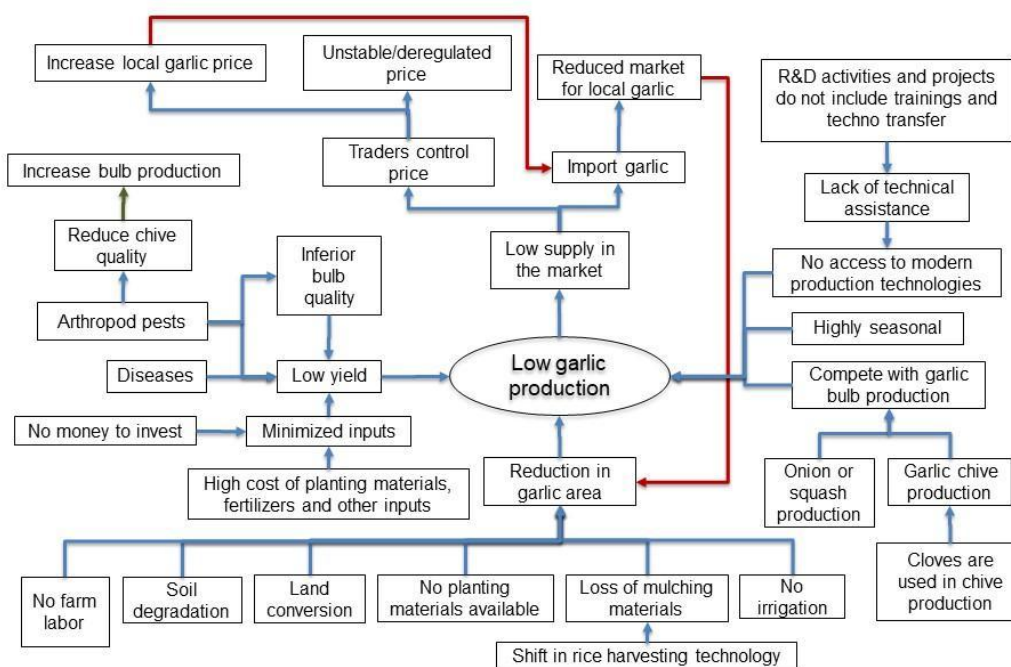 Increase local garlic price
Unstable/deregulated
price
Reduced market
for local garlic
R&D activities and projects
do not include trainings and
techno transfer
Traders control
price
Import garlic
Increase bulb production
Lack of technical
assistance
Reduce chive
quality
Inferior
bulb
quality
Low supply in
the market
No access to modern
production technologies
Arthropod pests
Highly seasonal
Diseases
Low yield
Low garlic
production
Compete with garlic
bulb production
No money to invest
Minimized inputs
High cost of planting materials,
fertilizers and other inputs
Reduction in
garlic area
Onion or
squash
production
Garlic chive
production
No farm
labor
Soil
degradation
Land
conversion
No planting
materials available
Loss of mulching
materials
No
irrigation
Cloves are
used in chive
production
Shift in rice harvesting technology